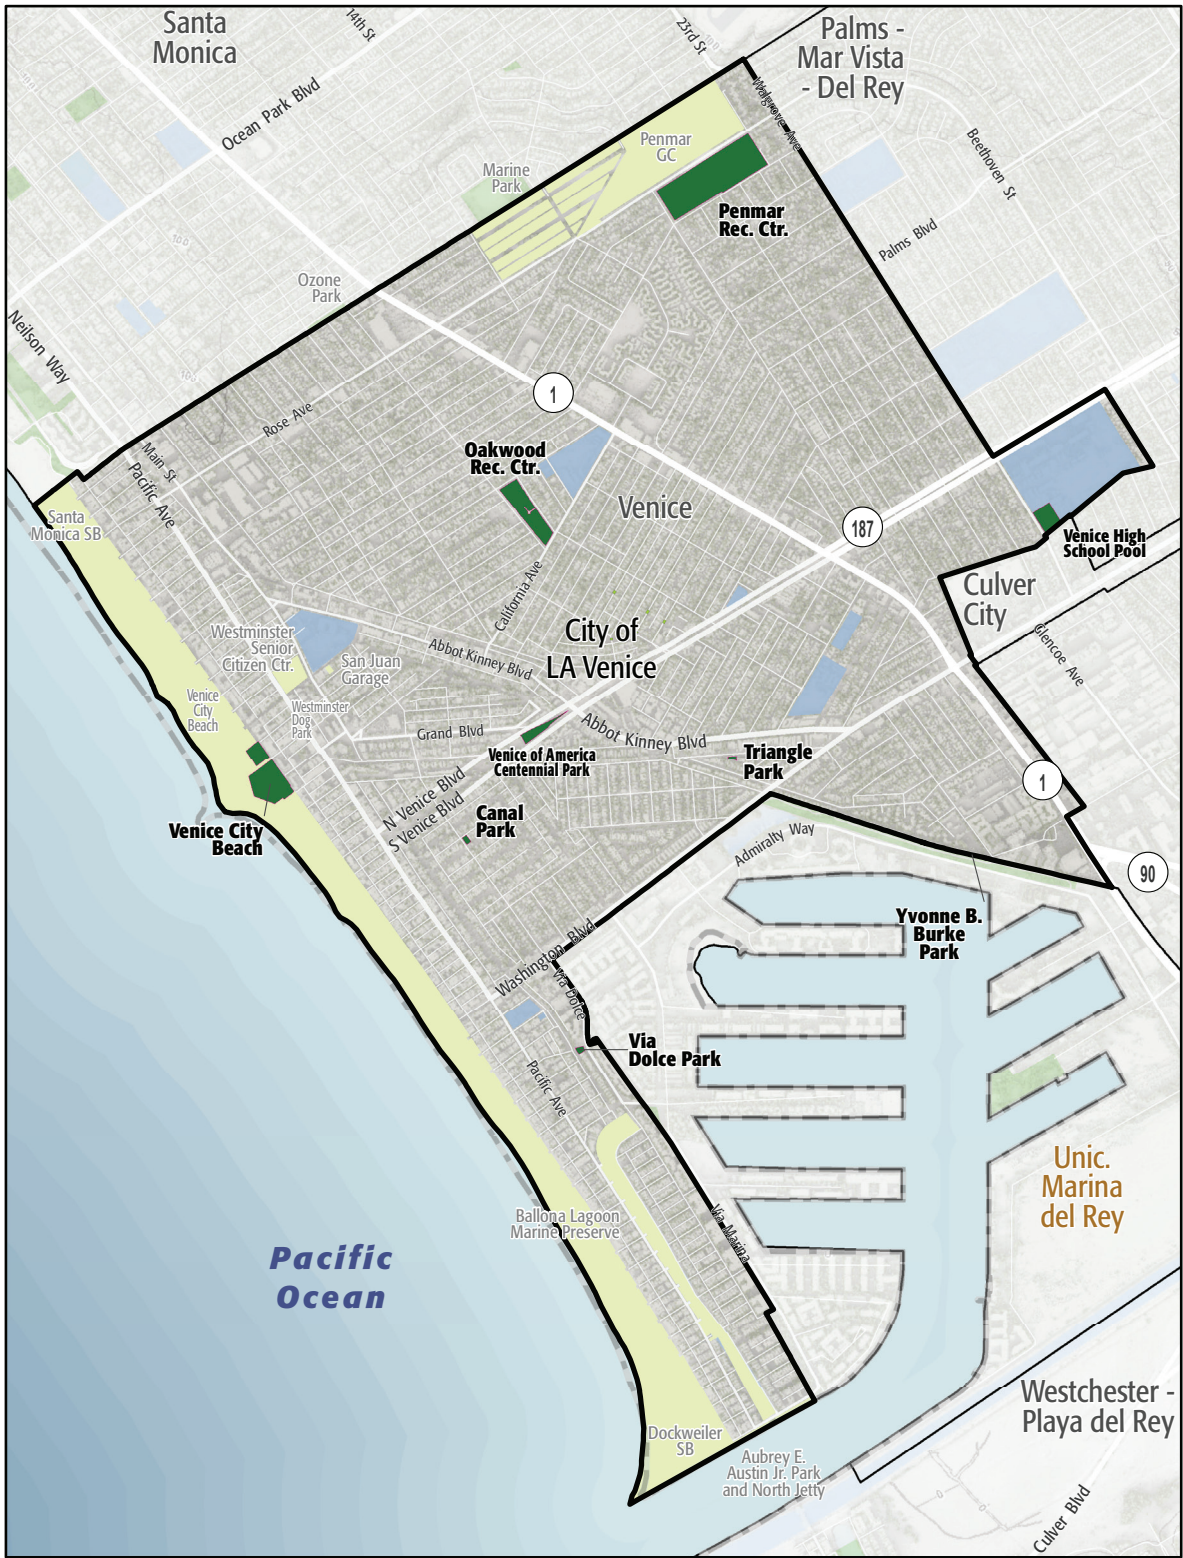 Santa
Monica
14th St
23rd St
Palms -
Mar Vista
- Del Rey
Ocean Park Blvd
Walgrove Ave
Beethoven St
Penmar
GC
Marine
Park
Penmar
Rec. Ctr.
Palms Blvd
Ozone
Park
Neilson Way
1
Rose Ave
Main St
Pacific Ave
Oakwood
Rec. Ctr.
Venice
187
Santa
Monica SB
Venice High
School Pool
California Ave
Culver
City
Glencoe Ave
City of
LA Venice
Westminster
Senior
Citizen Ctr.
San Juan
Garage
Abbot Kinney Blvd
Venice
City
Beach
Westminster
Dog
Park
Grand Blvd
Abbot Kinney Blvd
Venice of America
Centennial Park
Triangle
Park
1
N Venice Blvd
S Venice Blvd
Canal
Park
Venice City
Beach
Admiralty Way
90
Yvonne B.
Burke
Park
Washington Blvd
Via Dolce
Via
Dolce Park
Pacific Ave
Unic.
Marina
del Rey
Ballona Lagoon
Marine Preserve
Via Marina
Pacific
Ocean
Westchester -
Playa del Rey
Dockweiler
SB
Aubrey E.
Austin Jr. Park
and North Jetty
Culver Blvd